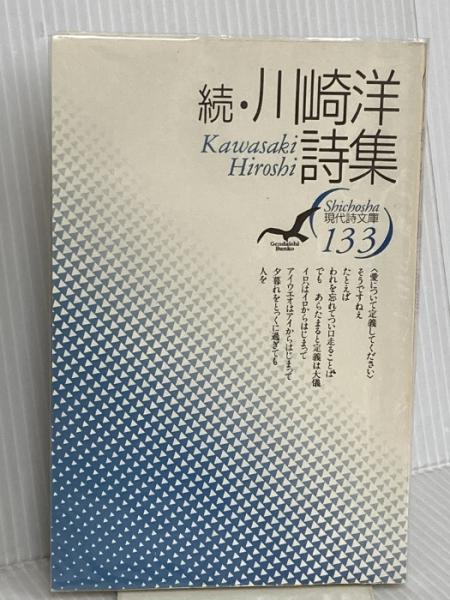 続・川崎洋
詩集
Kawasaki
Hiroshi
Shichosha
現代詩文庫
133
Gendaishi
Bunko
〈愛について定義してください〉
そうですねえ
たとえば
われを忘れてつい口走ることば
でも　あらたまると定義は大儀
イロハはイロからはじまって
アイウエオはアイからはじまって
夕暮れをとっくに過ぎても
人を